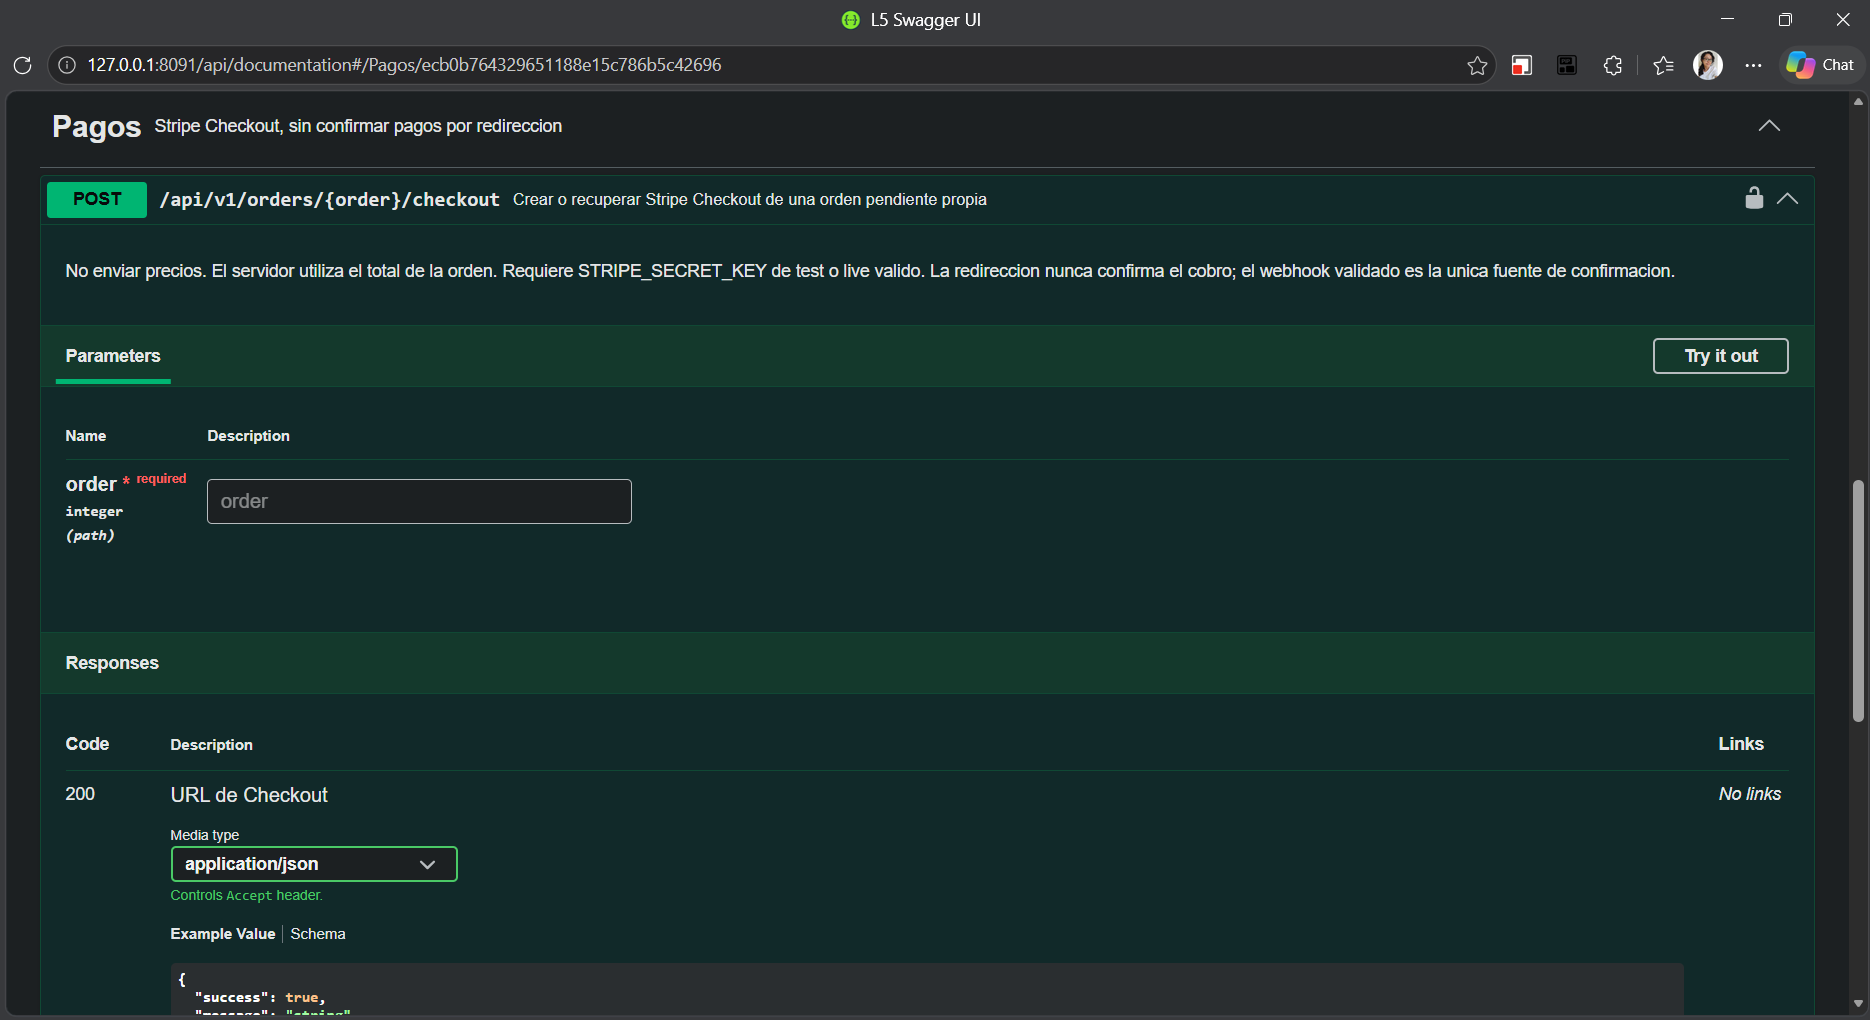 L5 Swagger UI
127.0.0.1:8091/api/documentation#/Pagos/ecb0b764329651188e15c786b5c42696
Chat
Pagos Stripe Checkout, sin confirmar pagos por redireccion
POST /api/v1/orders/{order}/checkout Crear o recuperar Stripe Checkout de una orden pendiente propia
No enviar precios. El servidor utiliza el total de la orden. Requiere STRIPE_SECRET_KEY de test o live valido. La redireccion nunca confirma el cobro; el webhook validado es la unica fuente de confirmacion.
Parameters Try it out
Name Description
order * required
integer
(path)
order
Responses
Code Description Links
200 URL de Checkout No links
Media type
application/json
Controls Accept header.
Example Value Schema
{
"success": true,
"message": "string"